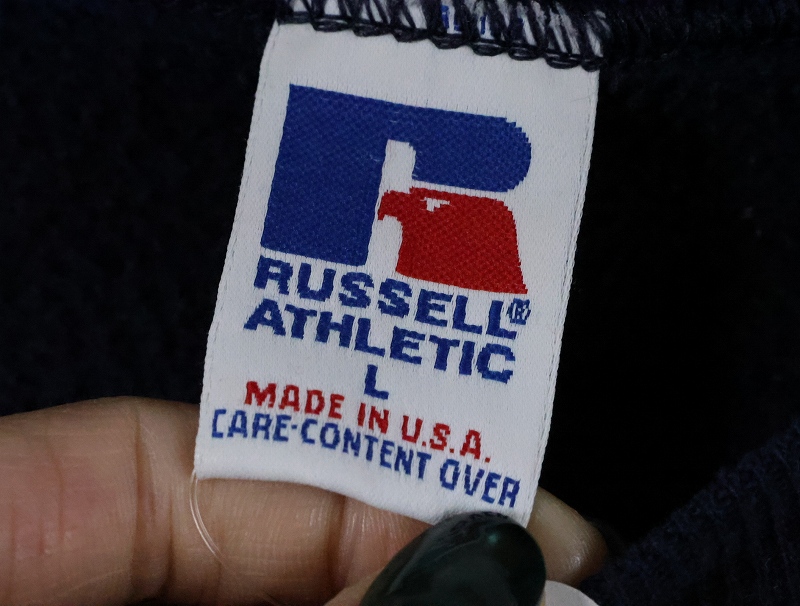 RUSSELL®
ATHLETIC
L
MADE IN U.S.A.
CARE-CONTENT OVER